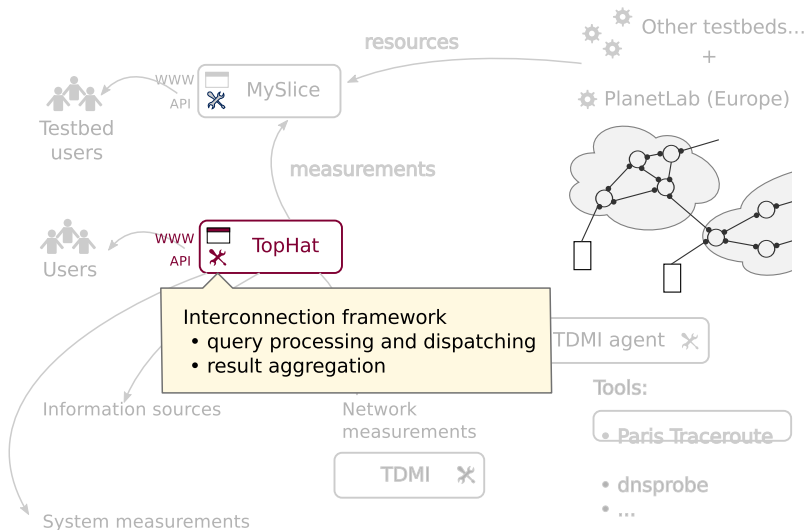 resources
Other testbeds...
+
PlanetLab (Europe)
WWW
API
MySlice
Testbed
users
measurements
WWW
API
TopHat
Users
Interconnection framework
• query processing and dispatching
• result aggregation
TDMI agent
Tools:
• Paris Traceroute
• dnsprobe
• ...
Information sources
Network
measurements
TDMI
System measurements